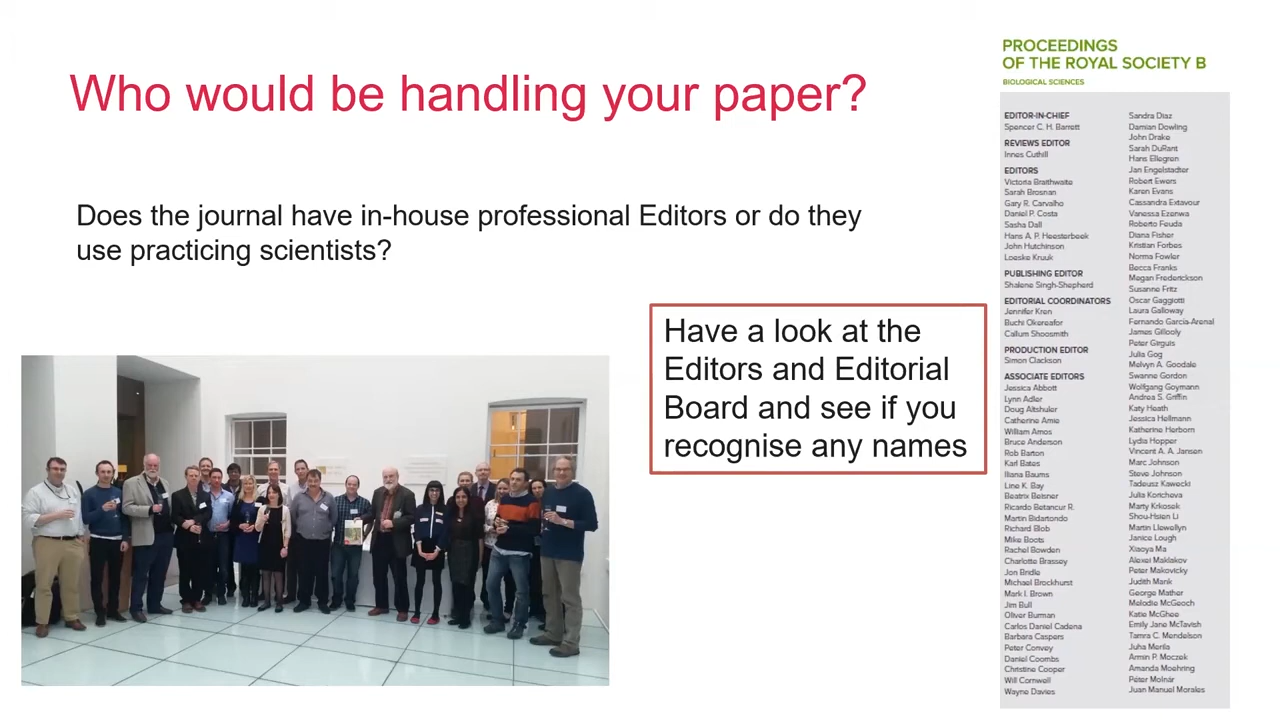 Who would be handling your paper?
Does the journal have in-house professional Editors or do they
use practicing scientists?
Have a look at the
Editors and Editorial
Board and see if you
recognise any names
PROCEEDINGS
OF THE ROYAL SOCIETY B
BIOLOGICAL SCIENCES
EDITOR-IN-CHIEF
Spencer C. H. Barrett
REVIEWS EDITOR
Innes Cuthill
EDITORS
Victoria Braithwaite
Sarah Brosnan
Gary R. Carvalho
Daniel P. Costa
Sasha Dall
Hans A. P. Heesterbeek
John Hutchinson
Loeske Kruuk
PUBLISHING EDITOR
Shalene Singh-Shepherd
EDITORIAL COORDINATORS
Jennifer Kren
Buchi Okereafor
Callum Shoosmith
PRODUCTION EDITOR
Simon Clackson
ASSOCIATE EDITORS
Jessica Abbott
Lynn Adler
Doug Altshuler
Catherine Amie
William Amos
Bruce Anderson
Rob Barton
Karl Bates
Iliana Baums
Line K. Bay
Beatrix Beisner
Ricardo Betancur R.
Martin Bidartondo
Richard Blob
Mike Boots
Rachel Bowden
Charlotte Brassey
Jon Bridle
Michael Brockhurst
Mark I. Brown
Jim Bull
Oliver Burman
Carlos Daniel Cadena
Barbara Caspers
Peter Convey
Daniel Coombs
Christine Cooper
Will Cornwell
Wayne Davies
Sandra Diaz
Damian Dowling
John Drake
Sarah DuRant
Hans Ellegren
Jan Engelstadter
Robert Ewers
Karen Evans
Cassandra Extavour
Vanessa Ezenwa
Roberto Feuda
Diana Fisher
Kristian Forbes
Norma Fowler
Becca Franks
Megan Frederickson
Susanne Fritz
Oscar Gaggiotti
Laura Galloway
Fernando García-Arenal
James Gillooly
Peter Girguis
Julia Gog
Melvyn A. Goodale
Swanne Gordon
Wolfgang Goymann
Andrea S. Griffin
Katy Heath
Jessica Hellmann
Katherine Herborn
Lydia Hopper
Vincent A. A. Jansen
Marc Johnson
Steve Johnson
Tadeusz Kawecki
Julia Koricheva
Marty Krkosek
Shou-Hsien Li
Martin Llewellyn
Janice Lough
Xiaoya Ma
Alexei Maklakov
Peter Makovicky
Judith Mank
George Mather
Melodie McGeoch
Katie McGhee
Emily Jane McTavish
Tamra C. Mendelson
Juha Merila
Armin P. Moczek
Amanda Moehring
Péter Molnár
Juan Manuel Morales